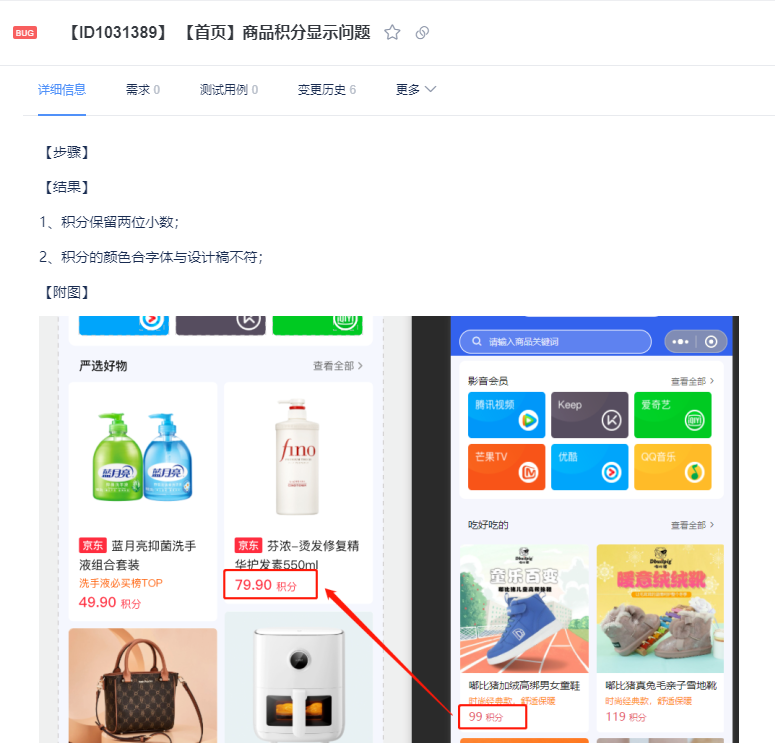 BUG 【ID1031389】 【首页】商品积分显示问题
详细信息 需求 0 测试用例 0 变更历史 6 更多
【步骤】
【结果】
1、积分保留两位小数；
2、积分的颜色合字体与设计稿不符；
【附图】
严选好物 查看全部
蓝月亮 蓝月亮
fino
京东 蓝月亮抑菌洗手
液组合套装
洗手液必买榜TOP
49.90 积分
京东 芬浓–烫发修复精
华护发素550ml
79.90 积分
请输入商品关键词
影音会员 查看全部
腾讯视频 Keep 爱奇艺
芒果TV 优酷 QQ音乐
吃好吃的 查看全部
童乐百变
嘟比猪加绒高绑男女童鞋
时尚经典款，舒适保暖
99 积分
暖意绒绒靴
嘟比猪真兔毛亲子雪地靴
时尚经典款，舒适保暖
119 积分